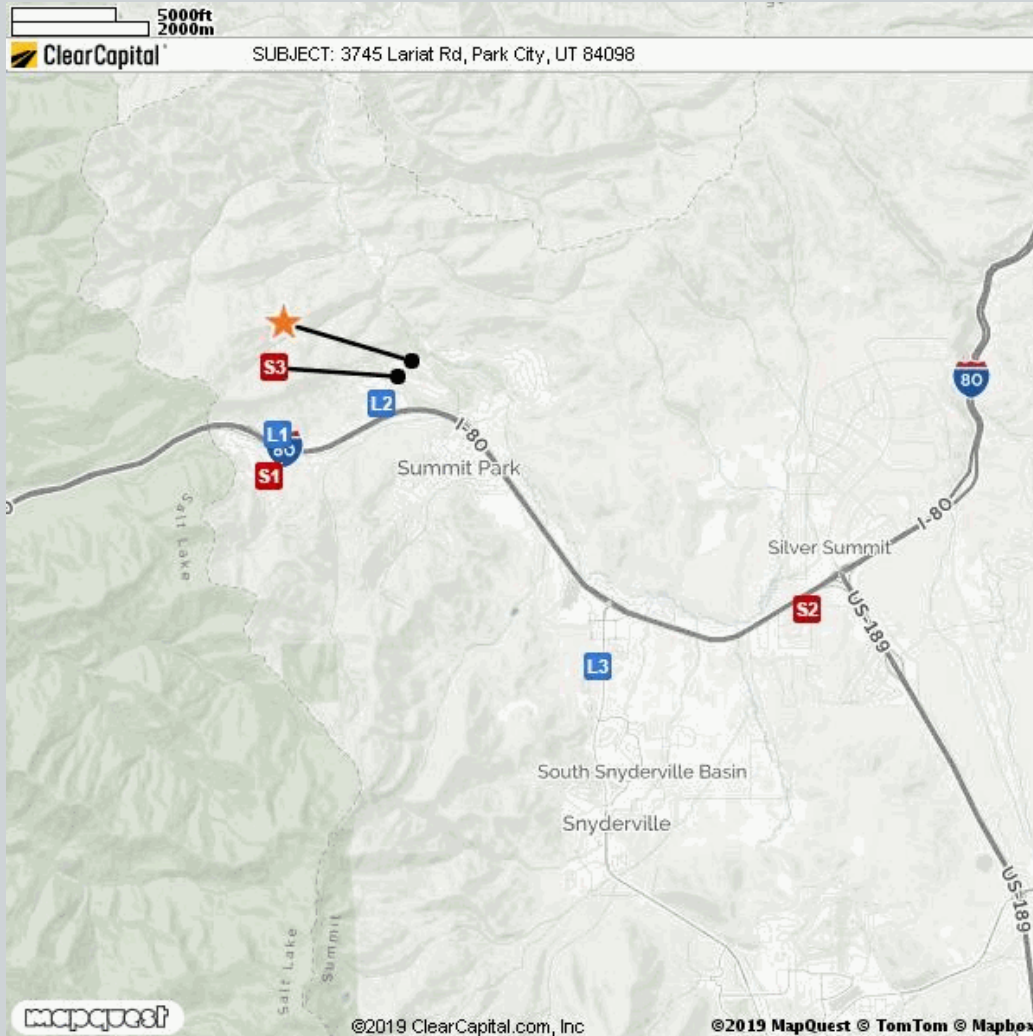 5000ft
2000m
ClearCapital
SUBJECT: 3745 Lariat Rd, Park City, UT 84098
80
S3
L2
L1
80
I-80
S1
Summit Park
Salt Lake
I-80
Silver Summit
S2
US-189
L3
South Snyderville Basin
Snyderville
US-189
Salt Lake
Summit
mapquest
©2019 ClearCapital.com, Inc
©2019 MapQuest © TomTom © Mapbox